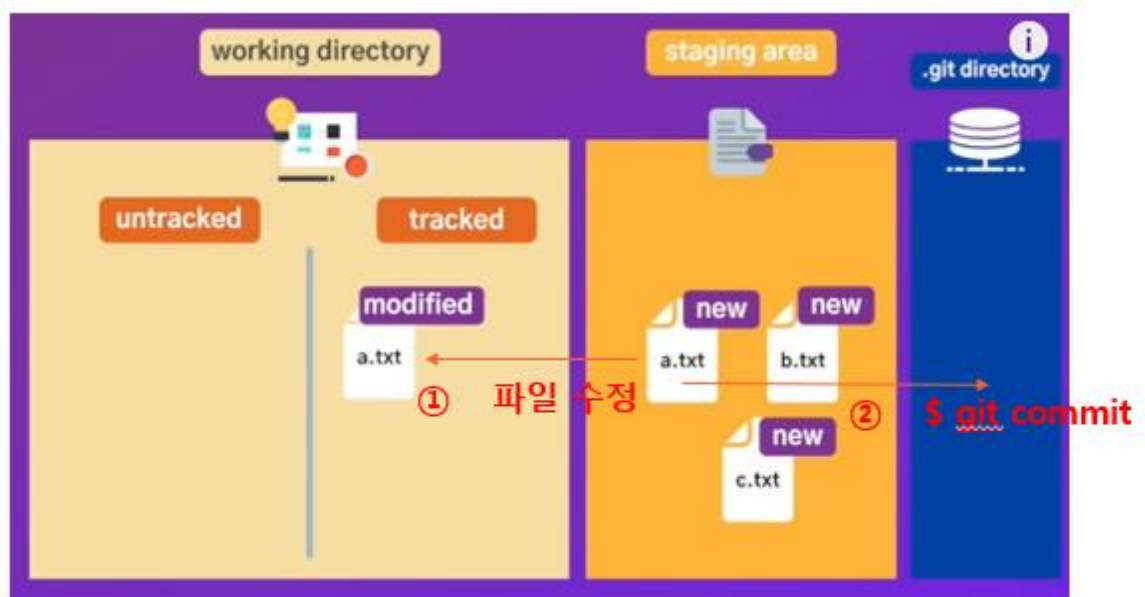 working directory
staging area
i
.git directory
untracked
tracked
modified
a.txt
new
a.txt
new
b.txt
① 파일 수정
② $ git commit
new
c.txt